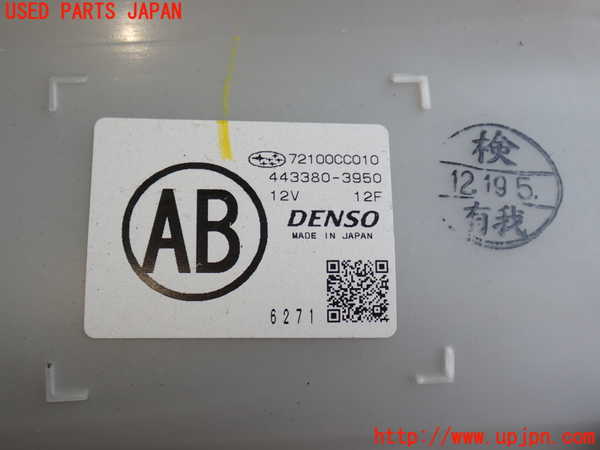 USED PARTS JAPAN
72100CC010
443380-3950
12V 12F
DENSO
MADE IN JAPAN
AB
6271
検
12.19.5.
有我
http://www.upjpn.com/